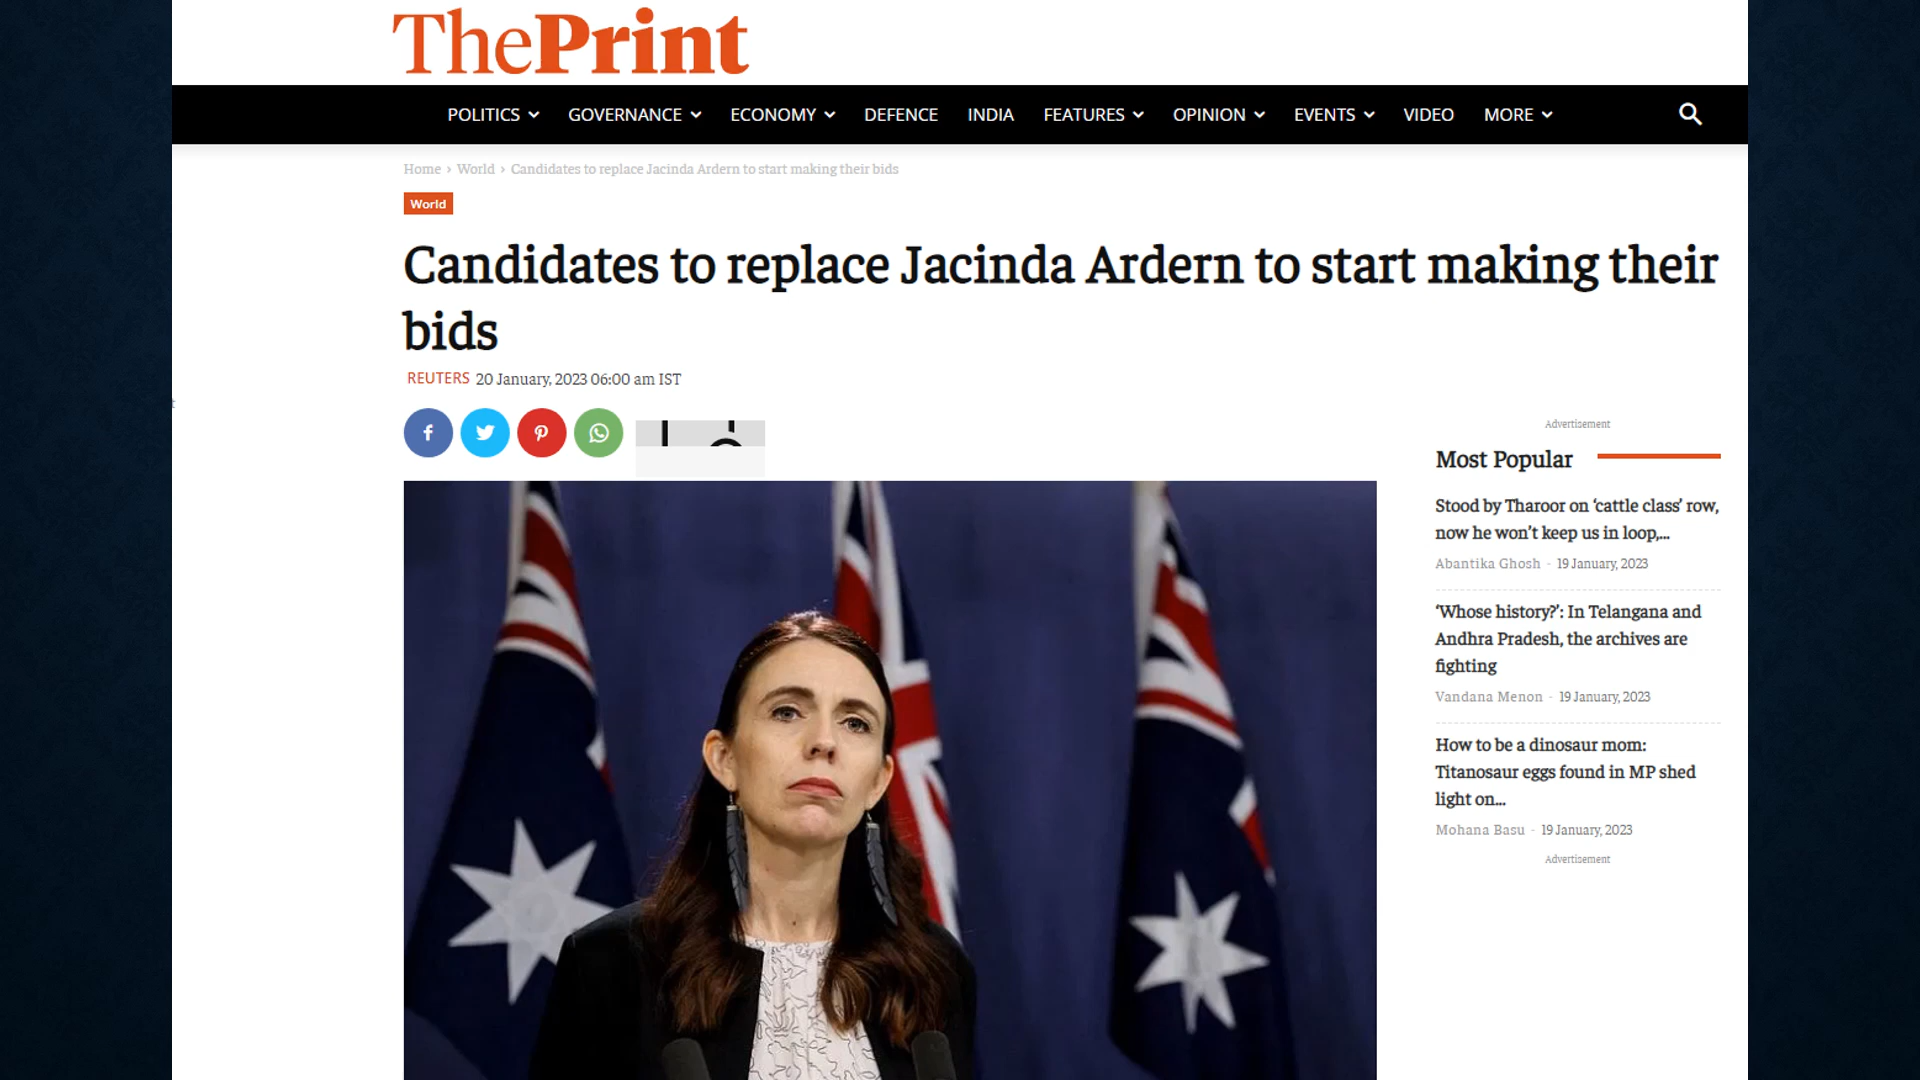 ThePrint
POLITICS GOVERNANCE ECONOMY DEFENCE INDIA FEATURES OPINION EVENTS VIDEO MORE
Home › World › Candidates to replace Jacinda Ardern to start making their bids
World
Candidates to replace Jacinda Ardern to start making their
bids
REUTERS 20 January, 2023 06:00 am IST
Advertisement
Most Popular
Stood by Tharoor on ‘cattle class’ row,
now he won’t keep us in loop,...
Abantika Ghosh - 19 January, 2023
‘Whose history?’: In Telangana and
Andhra Pradesh, the archives are
fighting
Vandana Menon - 19 January, 2023
How to be a dinosaur mom:
Titanosaur eggs found in MP shed
light on...
Mohana Basu - 19 January, 2023
Advertisement